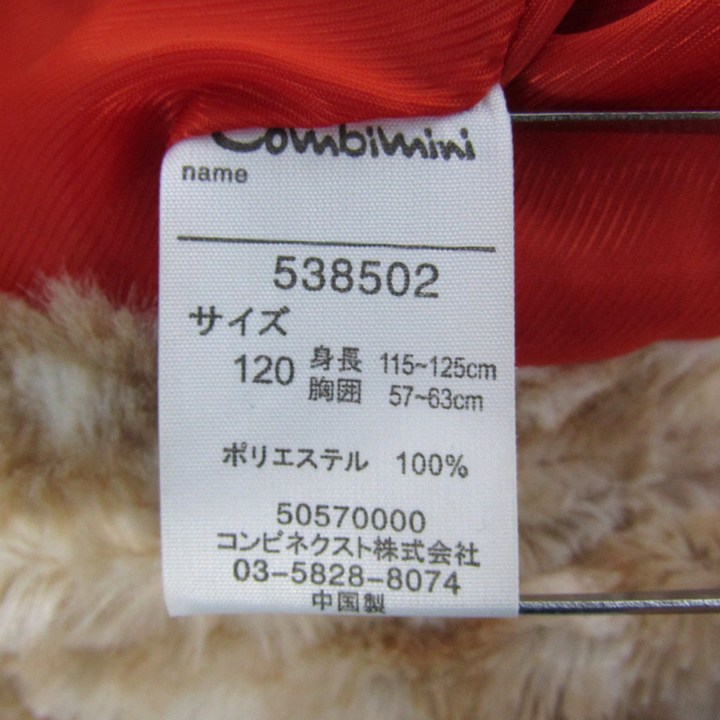 Combimini
name
538502
サイズ
120 身長 115~125cm
胸囲 57~63cm
ポリエステル 100%
50570000
コンビネクスト株式会社
03-5828-8074
中国製